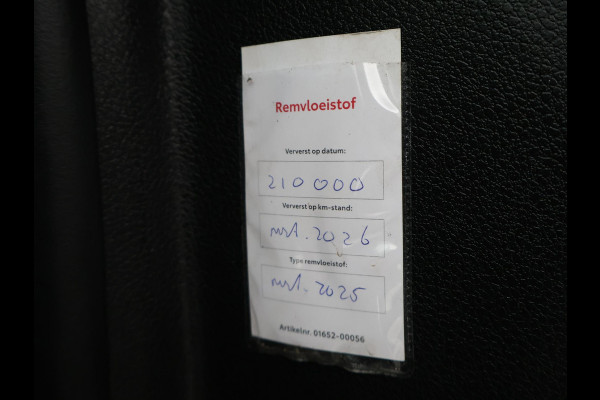 Remvloeistof
Ververst op datum:
210000
Ververst op km-stand:
mrt. 2026
Type remvloeistof:
mrt. 2025
Artikelnr. 01652-00056